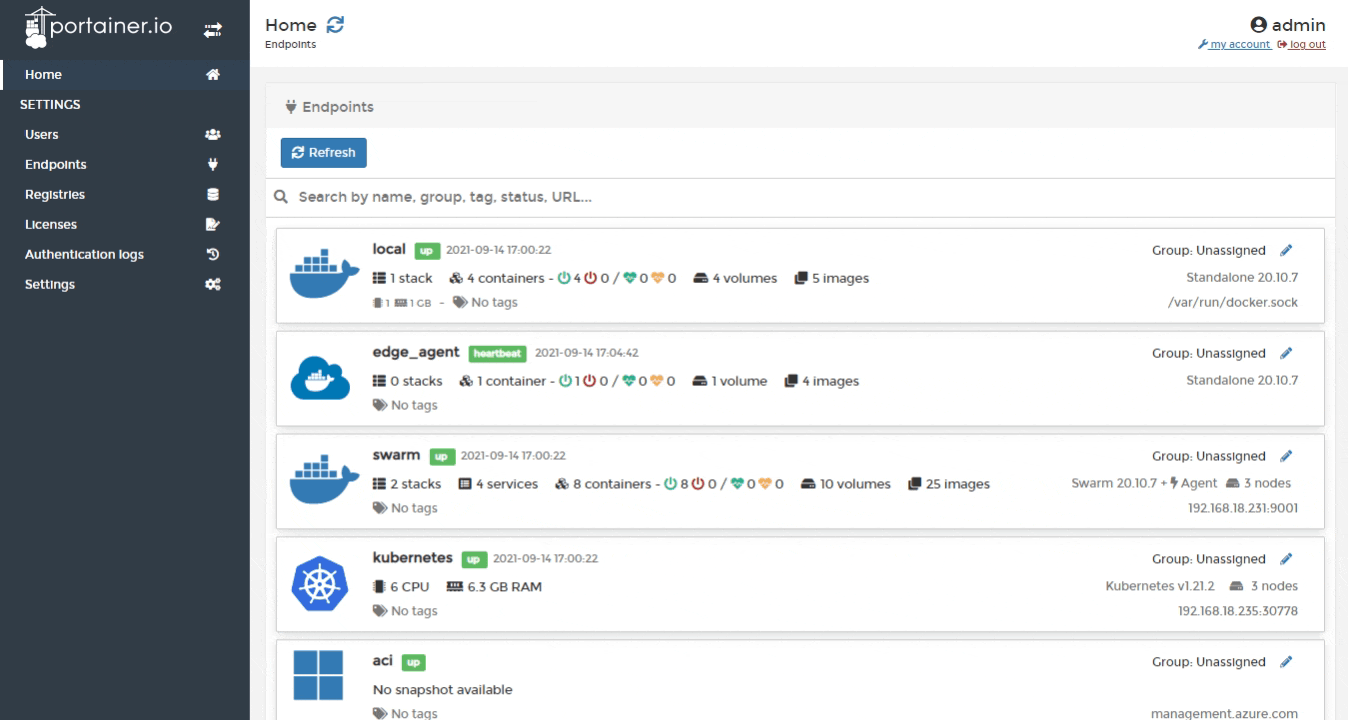 portainer.io
Home
SETTINGS
Users
Endpoints
Registries
Licenses
Authentication logs
Settings
Home
Endpoints
admin
my account log out
Endpoints
Refresh
Search by name, group, tag, status, URL...
local up 2021-09-14 17:00:22 Group: Unassigned
1 stack 4 containers - 4 0 / 0 0 4 volumes 5 images Standalone 20.10.7
1 1 GB - No tags /var/run/docker.sock
edge_agent heartbeat 2021-09-14 17:04:42 Group: Unassigned
0 stacks 1 container - 1 0 / 0 0 1 volume 4 images Standalone 20.10.7
No tags
swarm up 2021-09-14 17:00:22 Group: Unassigned
2 stacks 4 services 8 containers - 8 0 / 0 0 10 volumes 25 images Swarm 20.10.7 + Agent 3 nodes
No tags 192.168.18.231:9001
kubernetes up 2021-09-14 17:00:22 Group: Unassigned
6 CPU 6.3 GB RAM Kubernetes v1.21.2 3 nodes
No tags 192.168.18.235:30778
aci up Group: Unassigned
No snapshot available
No tags management.azure.com